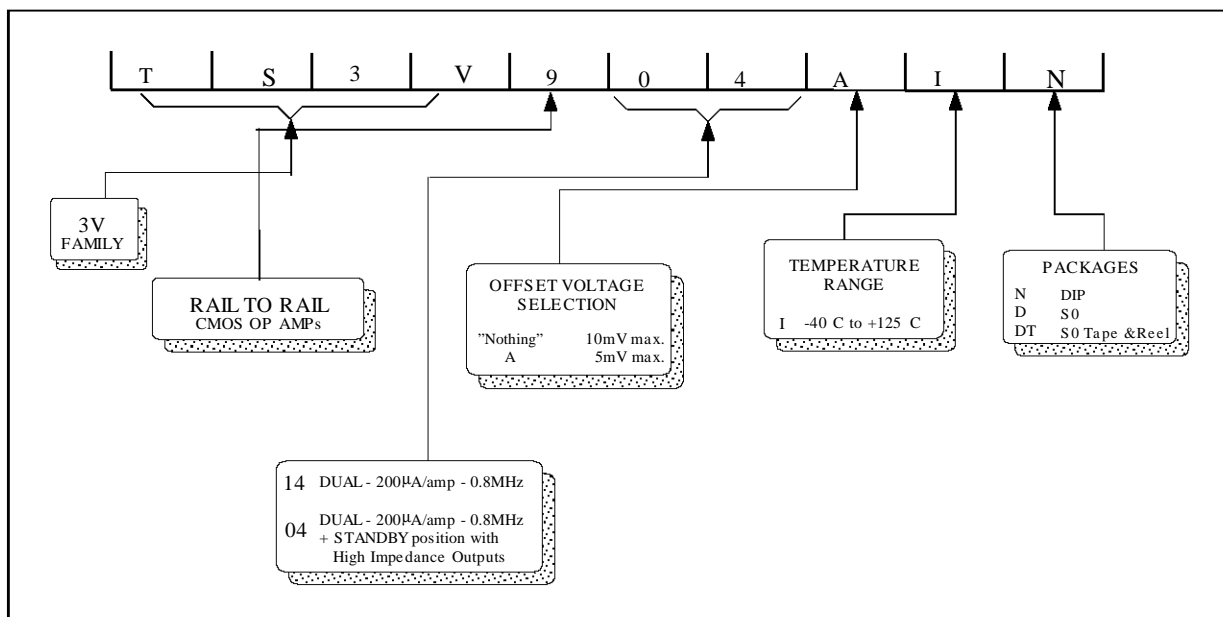 T S 3 V 9 0 4 A I N
3V
FAMILY
RAIL TO RAIL
CMOS OP AMPs
OFFSET VOLTAGE
SELECTION
"Nothing" 10mV max.
A 5mV max.
TEMPERATURE
RANGE
I -40 C to +125 C
PACKAGES
N DIP
D S0
DT S0 Tape &Reel
14 DUAL - 200µA/amp - 0.8MHz
04 DUAL - 200µA/amp - 0.8MHz
+ STANDBY position with
High Impedance Outputs